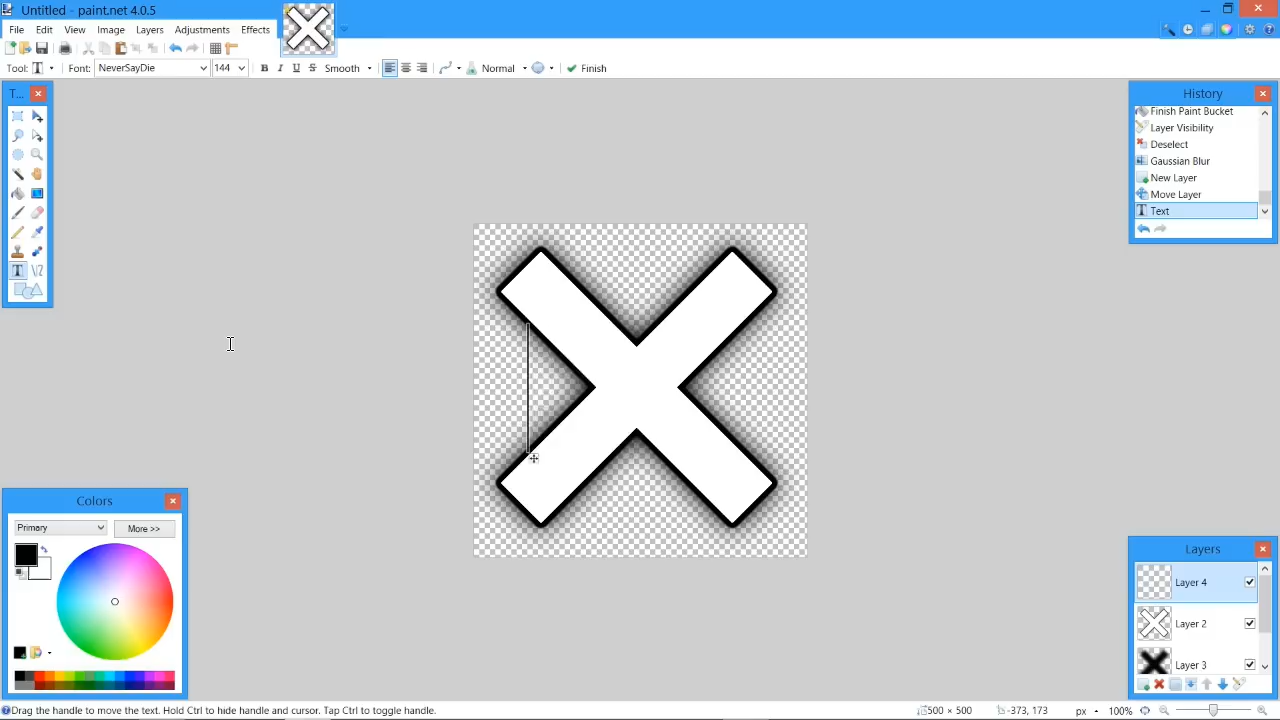 Untitled - paint.net 4.0.5
File Edit View Image Layers Adjustments Effects
Tool: T Font: NeverSayDie 144 B I U S Smooth Normal Finish
T...
History
Finish Paint Bucket
Layer Visibility
Deselect
Gaussian Blur
New Layer
Move Layer
Text
Colors
Primary More >>
Layers
Layer 4
Layer 2
Layer 3
Drag the handle to move the text. Hold Ctrl to hide handle and cursor. Tap Ctrl to toggle handle. 500 × 500 -373, 173 px 100%